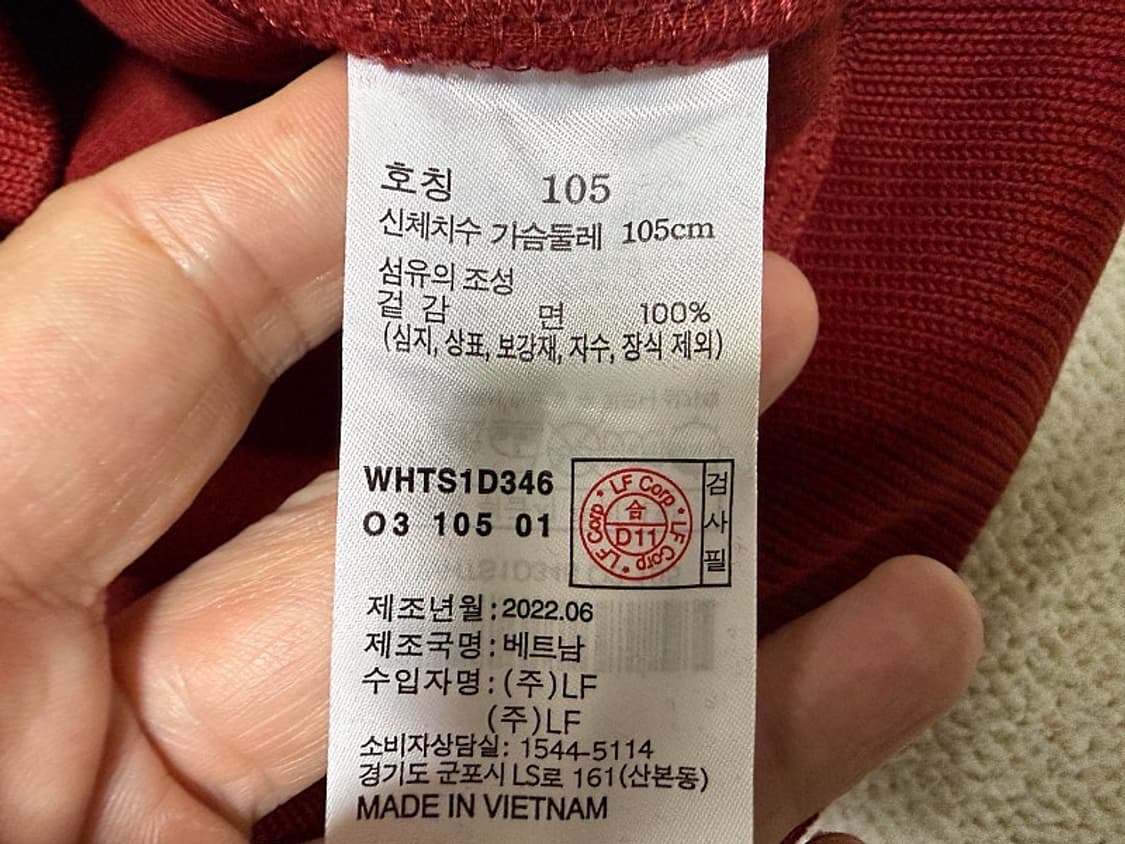 호칭 105
신체치수 가슴둘레 105cm
섬유의 조성
겉 감 면 100%
(심지, 상표, 보강재, 자수, 장식 제외)
WHTS1D346
O3 105 01
LF Corp * LF Corp * LF Corp *
合
D11
검사필
제조년월:2022.06
제조국명:베트남
수입자명:(주)LF
(주)LF
소비자상담실: 1544-5114
경기도 군포시 LS로 161(산본동)
MADE IN VIETNAM